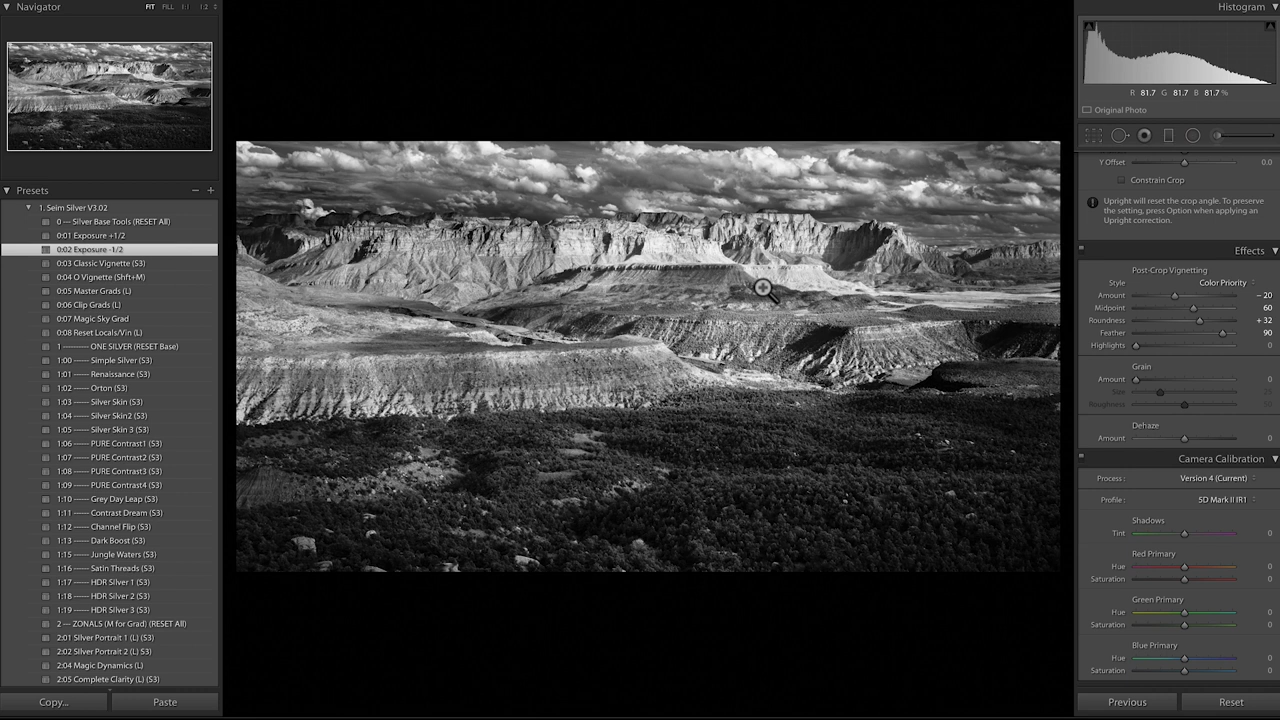 Navigator
FIT FILL 1:1 1:2
Presets
1. Seim Silver V3.02
0 --- Silver Base Tools (RESET All)
0:01 Exposure +1/2
0:02 Exposure -1/2
0:03 Classic Vignette (S3)
0:04 O Vignette (Shft+M)
0:05 Master Grads (L)
0:06 Clip Grads (L)
0:07 Magic Sky Grad
0:08 Reset Locals/Vin (L)
1 ---------- ONE SILVER (RESET Base)
1:00 ------ Simple Silver (S3)
1:01 ------ Renaissance (S3)
1:02 ------ Orton (S3)
1:03 ------ Silver Skin (S3)
1:04 ------ Silver Skin2 (S3)
1:05 ------ Silver Skin 3 (S3)
1:06 ------ PURE Contrast1 (S3)
1:07 ------ PURE Contrast2 (S3)
1:08 ------ PURE Contrast3 (S3)
1:09 ------ PURE Contrast4 (S3)
1:10 ------ Grey Day Leap (S3)
1:11 ------ Contrast Dream (S3)
1:12 ------ Channel Flip (S3)
1:13 ------ Dark Boost (S3)
1:15 ------ Jungle Waters (S3)
1:16 ------ Satin Threads (S3)
1:17 ------ HDR Silver 1 (S3)
1:18 ------ HDR Silver 2 (S3)
1:19 ------ HDR Silver 3 (S3)
2 --- ZONALS (M for Grad) (RESET All)
2:01 Silver Portrait 1 (L) (S3)
2:02 Silver Portrait 2 (L) S3)
2:04 Magic Dynamics (L)
2:05 Complete Clarity (L) (S3)
Copy...
Paste
Histogram
R 81.7 G 81.7 B 81.7 %
Original Photo
Y Offset 0.0
Constrain Crop
Upright will reset the crop angle. To preserve
the setting, press Option when applying an
Upright correction.
Effects
Post-Crop Vignetting
Style Color Priority
Amount - 20
Midpoint 60
Roundness + 32
Feather 90
Highlights 0
Grain
Amount 0
Size 25
Roughness 50
Dehaze
Amount 0
Camera Calibration
Process : Version 4 (Current)
Profile : 5D Mark II IR1
Shadows
Tint 0
Red Primary
Hue 0
Saturation 0
Green Primary
Hue 0
Saturation 0
Blue Primary
Hue 0
Saturation 0
Previous
Reset